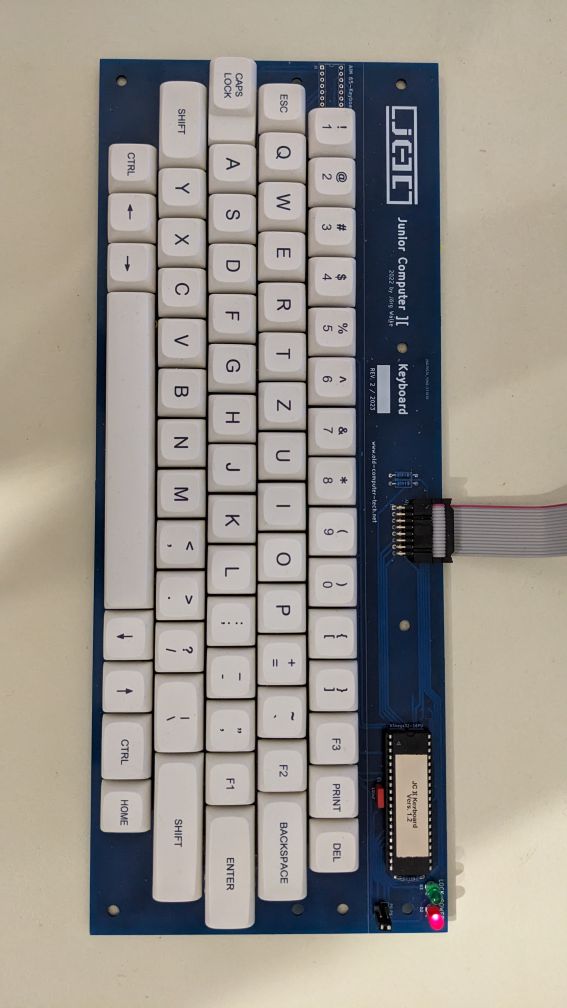 LOCK POWER
JC ][ Keyboard
Vers. 1.2
Junior Computer ][ Keyboard
2022 by Jörg Walke
REV. 2 / 2023
www.old-computer-tech.net
AIM 65-Keyboard
! @ # $ % ^ & * ( ) { }
1 2 3 4 5 6 7 8 9 0 [ ] F3 PRINT DEL
ESC Q W E R T Z U I O P + = ~ ` F2 BACKSPACE
CAPS LOCK A S D F G H J K L : ; _ - " ' F1 ENTER
SHIFT Y X C V B N M < , > . ? / | \ SHIFT
CTRL ← → ↓ ↑ CTRL HOME